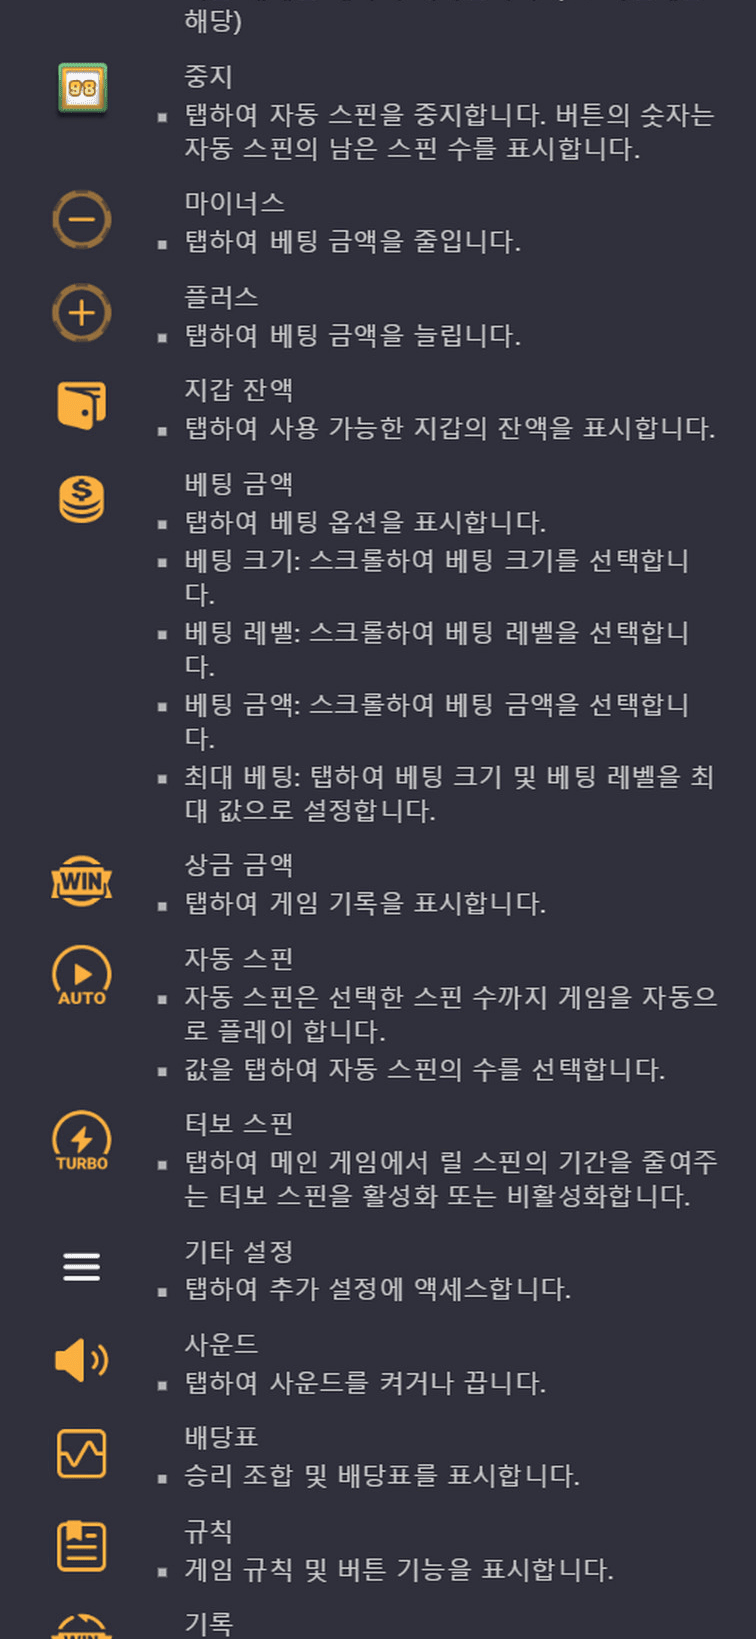 해당)
98
중지
▪ 탭하여 자동 스핀을 중지합니다. 버튼의 숫자는
자동 스핀의 남은 스핀 수를 표시합니다.
마이너스
▪ 탭하여 베팅 금액을 줄입니다.
플러스
▪ 탭하여 베팅 금액을 늘립니다.
지갑 잔액
▪ 탭하여 사용 가능한 지갑의 잔액을 표시합니다.
$
베팅 금액
▪ 탭하여 베팅 옵션을 표시합니다.
▪ 베팅 크기: 스크롤하여 베팅 크기를 선택합니
다.
▪ 베팅 레벨: 스크롤하여 베팅 레벨을 선택합니
다.
▪ 베팅 금액: 스크롤하여 베팅 금액을 선택합니
다.
▪ 최대 베팅: 탭하여 베팅 크기 및 베팅 레벨을 최
대 값으로 설정합니다.
WIN
상금 금액
▪ 탭하여 게임 기록을 표시합니다.
AUTO
자동 스핀
▪ 자동 스핀은 선택한 스핀 수까지 게임을 자동으
로 플레이 합니다.
▪ 값을 탭하여 자동 스핀의 수를 선택합니다.
TURBO
터보 스핀
▪ 탭하여 메인 게임에서 릴 스핀의 기간을 줄여주
는 터보 스핀을 활성화 또는 비활성화합니다.
기타 설정
▪ 탭하여 추가 설정에 액세스합니다.
사운드
▪ 탭하여 사운드를 켜거나 끕니다.
배당표
▪ 승리 조합 및 배당표를 표시합니다.
규칙
▪ 게임 규칙 및 버튼 기능을 표시합니다.
기록
WIN